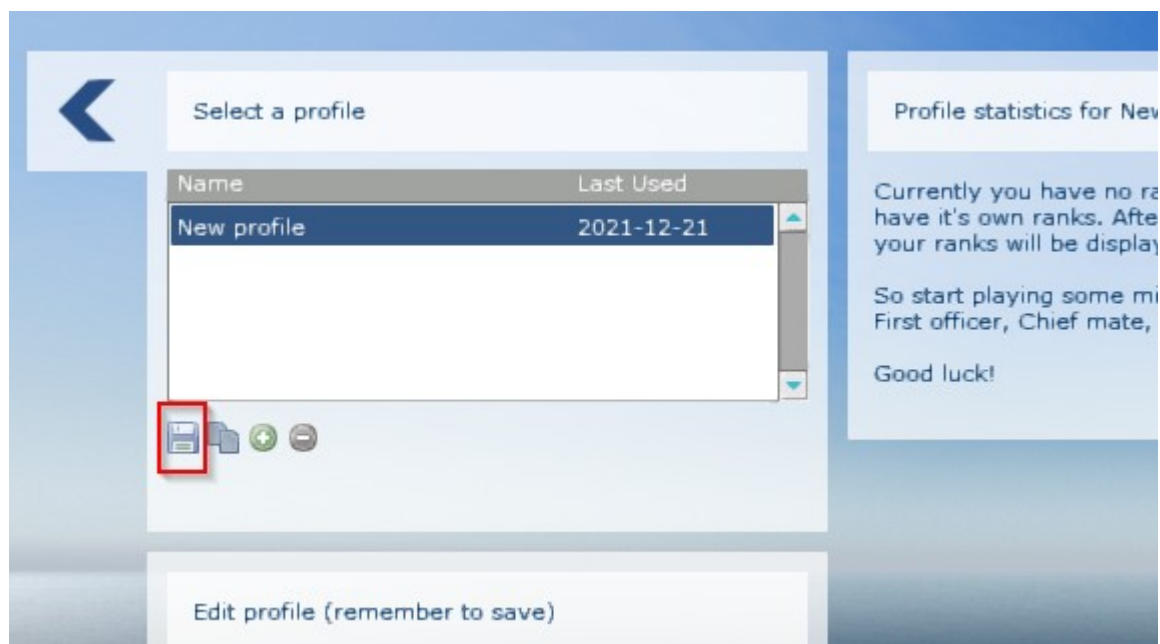 Select a profile
Name Last Used
New profile 2021-12-21
Edit profile (remember to save)
Profile statistics for
Currently you have no
have it's own ranks.
your ranks will be
So start playing some
First officer, Chief mate,
Good luck!